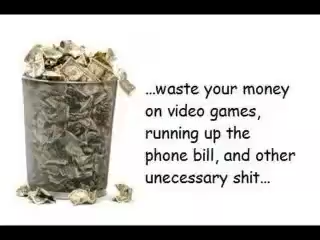 ...waste your money
on video games,
running up the
phone bill, and other
unecessary shit...